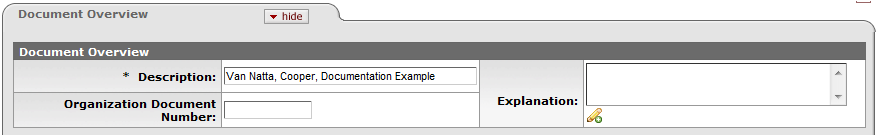 Document Overview
hide
Document Overview
* Description: Van Natta, Cooper, Documentation Example
Organization Document
Number:
Explanation: